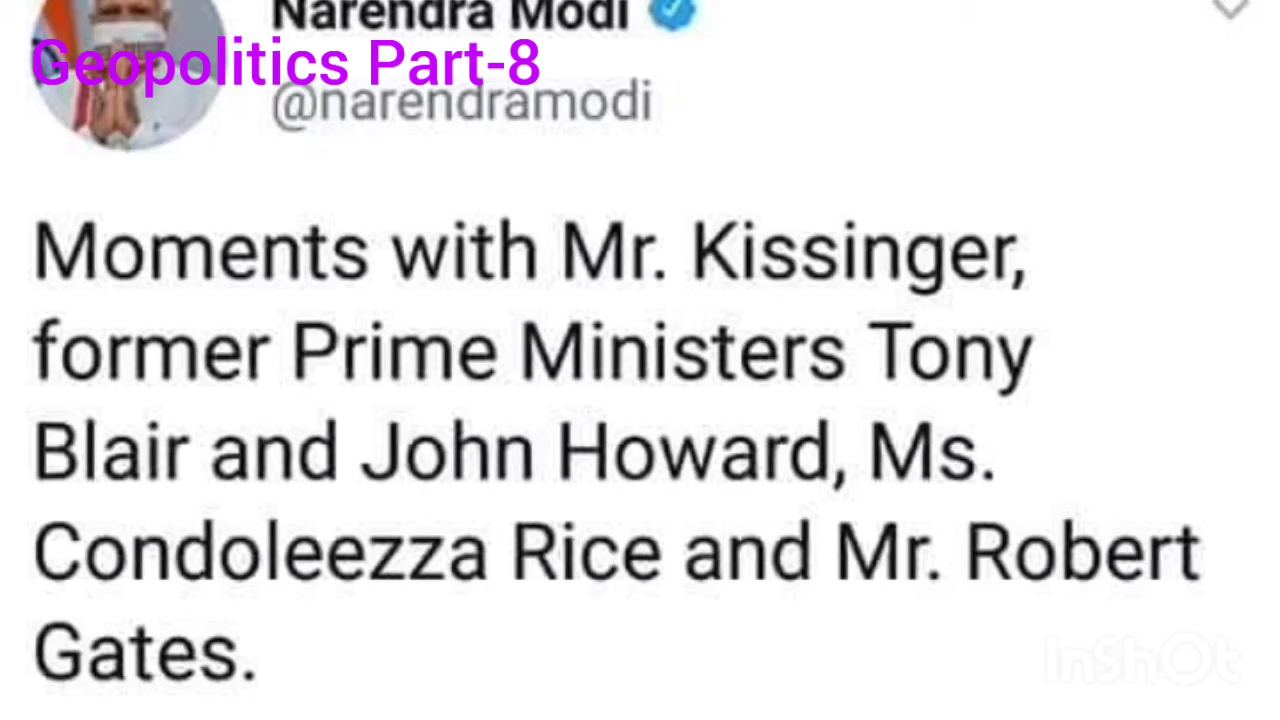 Narendra Modi
Geopolitics Part-8
@narendramodi
Moments with Mr. Kissinger,
former Prime Ministers Tony
Blair and John Howard, Ms.
Condoleezza Rice and Mr. Robert
Gates.
InShOt